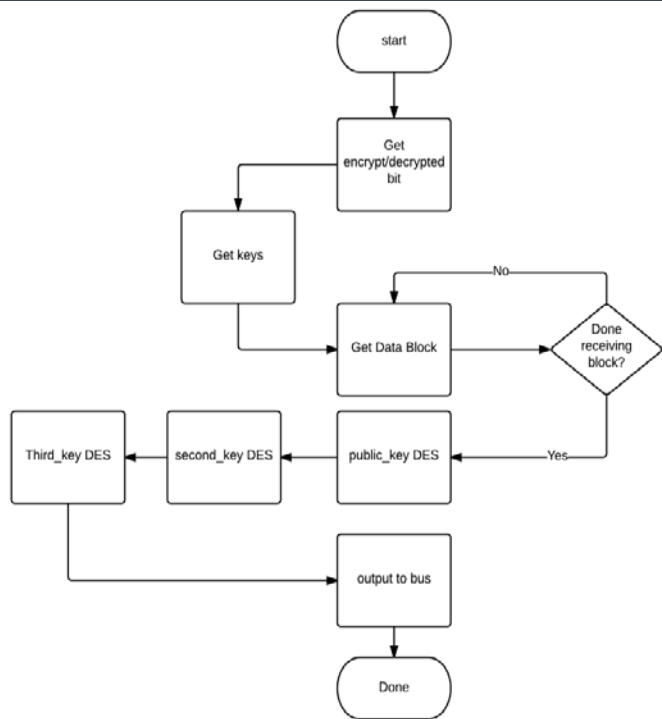 start
Get
encrypt/decrypted
bit
Get keys
No
Get Data Block
Done
receiving
block?
Third_key DES
second_key DES
public_key DES
Yes
output to bus
Done